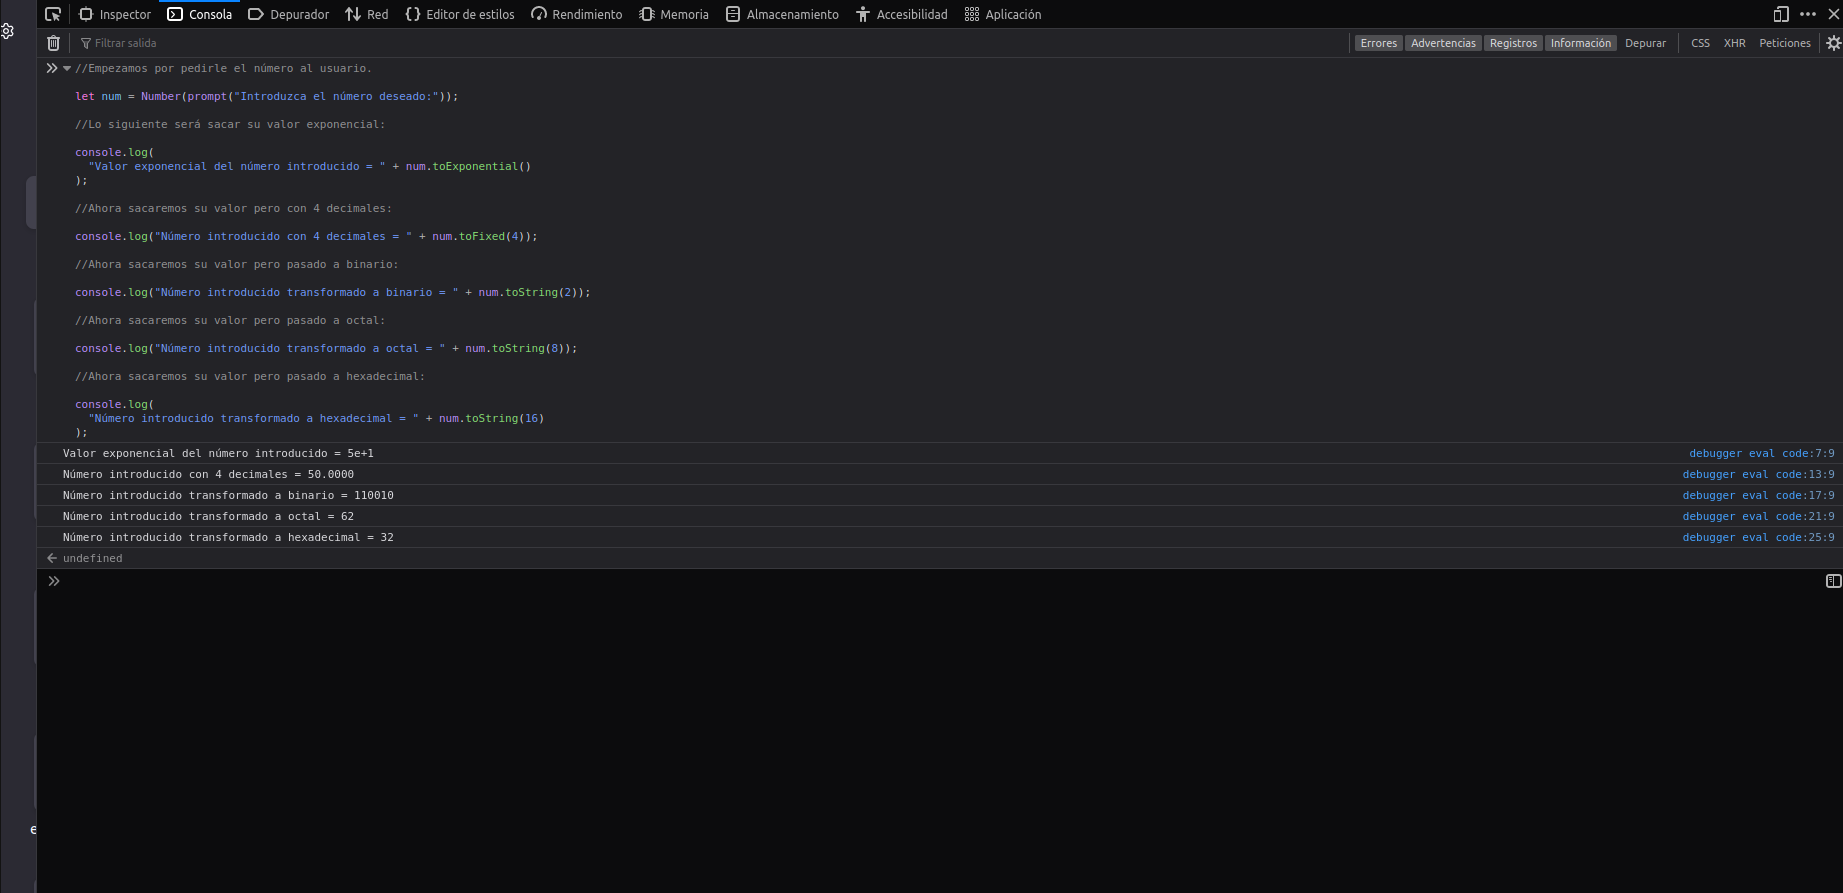 Inspector Consola Depurador Red Editor de estilos Rendimiento Memoria Almacenamiento Accesibilidad Aplicación
Filtrar salida Errores Advertencias Registros Información Depurar CSS XHR Peticiones
//Empezamos por pedirle el número al usuario.
let num = Number(prompt("Introduzca el número deseado:"));
//Lo siguiente será sacar su valor exponencial:
console.log(
"Valor exponencial del número introducido = " + num.toExponential()
);
//Ahora sacaremos su valor pero con 4 decimales:
console.log("Número introducido con 4 decimales = " + num.toFixed(4));
//Ahora sacaremos su valor pero pasado a binario:
console.log("Número introducido transformado a binario = " + num.toString(2));
//Ahora sacaremos su valor pero pasado a octal:
console.log("Número introducido transformado a octal = " + num.toString(8));
//Ahora sacaremos su valor pero pasado a hexadecimal:
console.log(
"Número introducido transformado a hexadecimal = " + num.toString(16)
);
Valor exponencial del número introducido = 5e+1 debugger eval code:7:9
Número introducido con 4 decimales = 50.0000 debugger eval code:13:9
Número introducido transformado a binario = 110010 debugger eval code:17:9
Número introducido transformado a octal = 62 debugger eval code:21:9
Número introducido transformado a hexadecimal = 32 debugger eval code:25:9
undefined